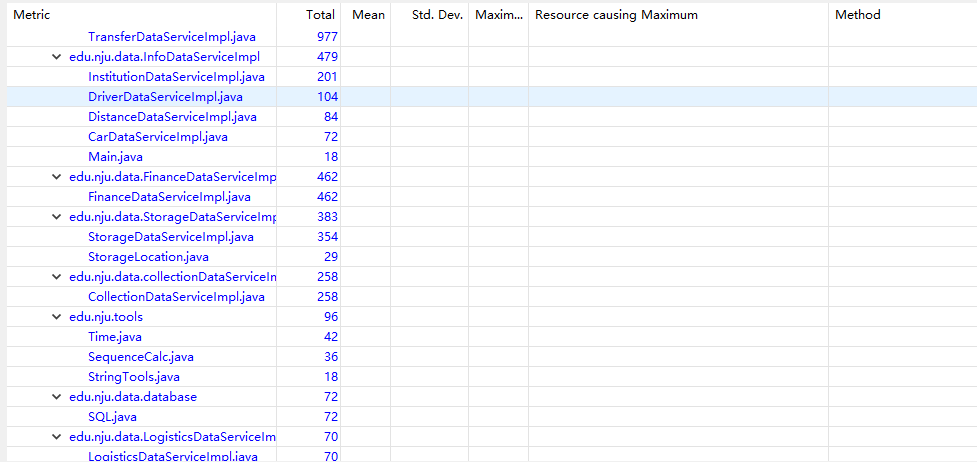 Metric Total Mean Std. Dev. Maxim... Resource causing Maximum Method
TransferDataServiceImpl.java 977
edu.nju.data.InfoDataServiceImpl 479
InstitutionDataServiceImpl.java 201
DriverDataServiceImpl.java 104
DistanceDataServiceImpl.java 84
CarDataServiceImpl.java 72
Main.java 18
edu.nju.data.FinanceDataServiceImp 462
FinanceDataServiceImpl.java 462
edu.nju.data.StorageDataServiceImp 383
StorageDataServiceImpl.java 354
StorageLocation.java 29
edu.nju.data.collectionDataServiceIn 258
CollectionDataServiceImpl.java 258
edu.nju.tools 96
Time.java 42
SequenceCalc.java 36
StringTools.java 18
edu.nju.database 72
SQL.java 72
edu.nju.data.LogisticsDataServiceIm 70
LogisticsDataServiceImpl.java 70